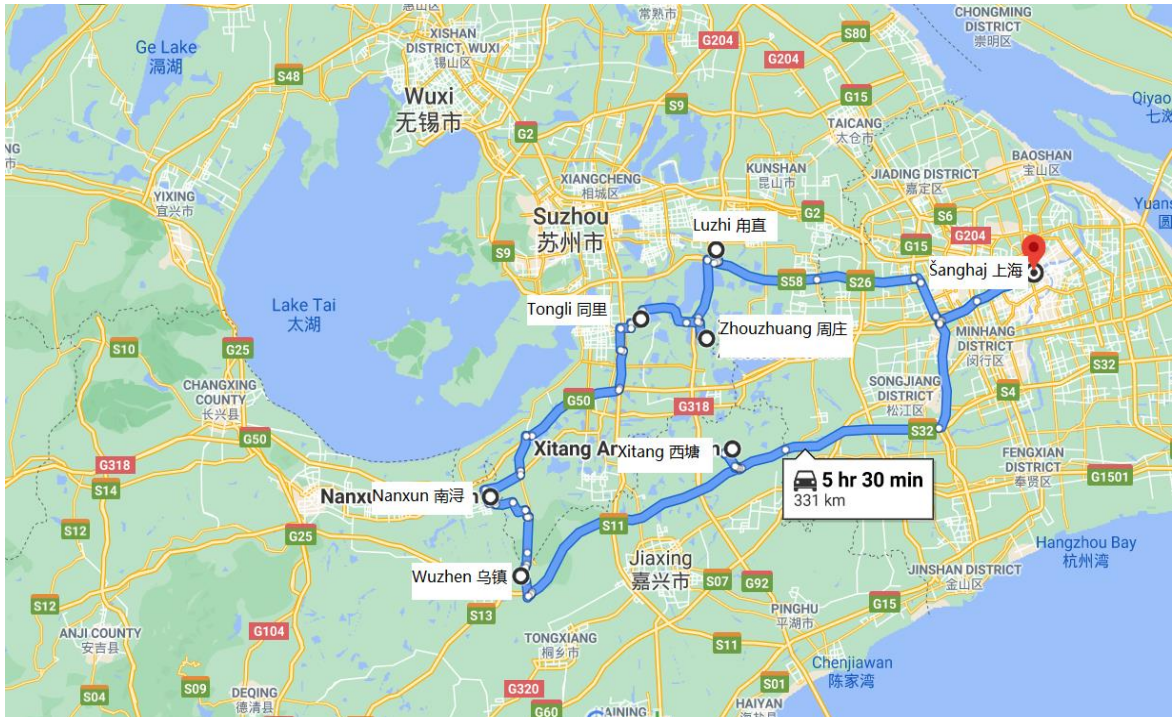 常熟市
G204
S80
CHONGMING
DISTRICT
崇明区
XISHAN
DISTRICT, WUXI
锡山区
Ge Lake
滆湖
G204
S48
Wuxi
无锡市
S9
G15
TAICANG
太仓市
G2
YIXING
宜兴市
XIANGCHENG
相城区
KUNSHAN
昆山市
JIADING DISTRICT
嘉定区
BAOSHAN
宝山区
Suzhou
苏州市
G2
S6
G204
G15
S9
Luzhi 甪直
Šanghaj 上海
S58
S26
Lake Tai
太湖
Tongli 同里
Zhouzhuang 周庄
MINHANG
DISTRICT
闵行区
S10
G25
S32
CHANGXING
COUNTY
长兴县
G50
SONGJIANG
DISTRICT
松江区
S4
G318
G50
S32
Xitang Ar
Xitang 西塘
FENGXIAN
DISTRICT
奉贤区
G318
S14
5 hr 30 min
331 km
G1501
Nanxu
Nanxun 南浔
S12
G25
S11
Hangzhou Bay
杭州湾
Jiaxing
嘉兴市
Wuzhen 乌镇
S07
G92
JINSHAN DISTRICT
金山区
S12
S13
PINGHU
平湖市
G15
ANJI COUNTY
安吉县
G104
TONGXIANG
桐乡市
S11
Chenjiawan
陈家湾
S04
S09
DEQING
德清县
G320
G60
S01
HAIYAN